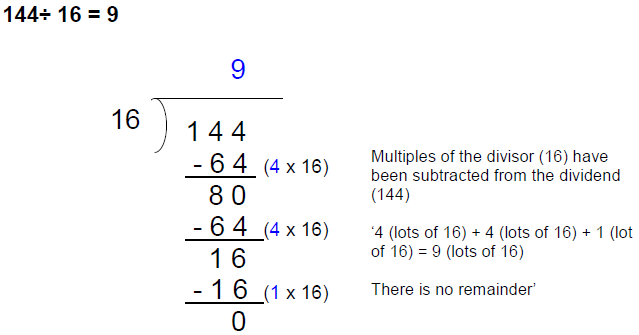 144÷ 16 = 9
9
16
144
- 64 (4 x 16)
80
- 64 (4 x 16)
16
- 16 (1 x 16)
0
Multiples of the divisor (16) have
been subtracted from the dividend
(144)
‘4 (lots of 16) + 4 (lots of 16) + 1 (lot
of 16) = 9 (lots of 16)
There is no remainder’